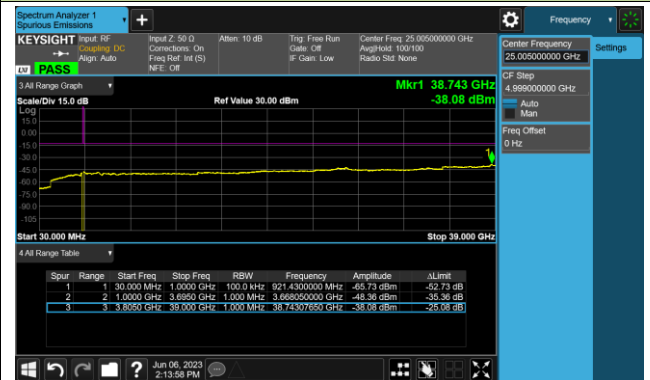 Spectrum Analyzer 1
Spurious Emissions
+
Frequency
KEYSIGHT
Input: RF
Coupling: DC
Align: Auto
Input Z: 50 Ω
Corrections: On
Freq Ref: Int (S)
NFE: Off
Atten: 10 dB
Trig: Free Run
Gate: Off
IF Gain: Low
Center Freq: 25.005000000 GHz
Avg|Hold: 100/100
Radio Std: None
LXI
PASS
Center Frequency
25.005000000 GHz
Settings
CF Step
4.999000000 GHz
Auto
Man
Freq Offset
0 Hz
3 All Range Graph
Mkr1 38.743 GHz
Scale/Div 15.0 dB
Ref Value 30.00 dBm
-38.08 dBm
Log
15.0
0.00
-15.0
-30.0
-45.0
-60.0
-75.0
-90.0
-105
1
Start 30.000 MHz
Stop 39.000 GHz
4 All Range Table
Spur Range Start Freq Stop Freq RBW Frequency Amplitude ΔLimit
1 1 30.000 MHz 1.0000 GHz 100.0 kHz 921.4300000 MHz -65.73 dBm -52.73 dB
2 2 1.0000 GHz 3.6950 GHz 1.000 MHz 3.668050000 GHz -48.36 dBm -35.36 dB
3 3 3.8050 GHz 39.000 GHz 1.000 MHz 38.74307650 GHz -38.08 dBm -25.08 dB
?
Jun 06, 2023
2:13:58 PM